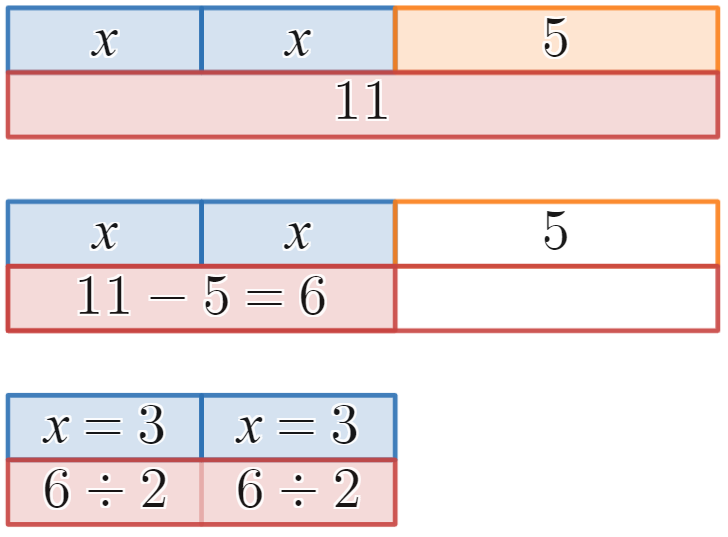 x x 5
11
x x 5
11 − 5 = 6
x = 3 x = 3
6 ÷ 2 6 ÷ 2